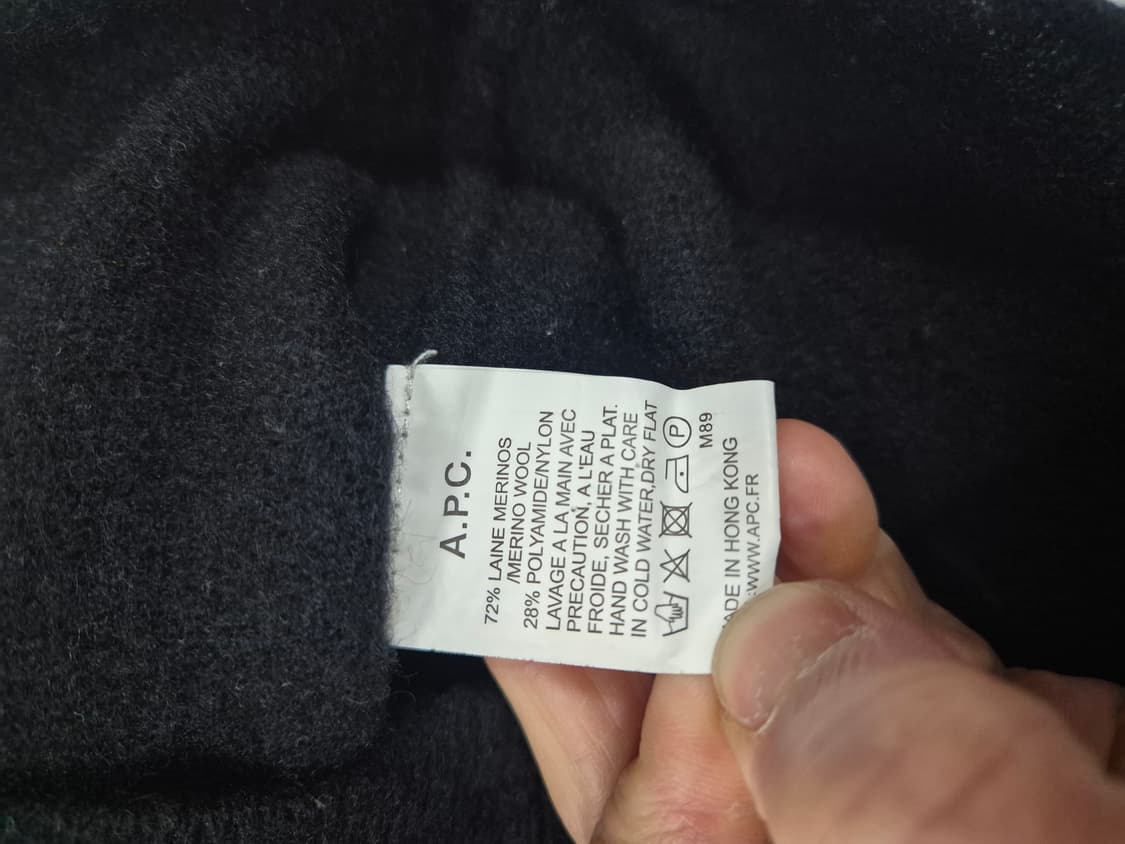 A.P.C.
72% LAINE MERINOS
/MERINO WOOL
28% POLYAMIDE/NYLON
LAVAGE A LA MAIN AVEC
PRECAUTION, A L'EAU
FROIDE, SECHER A PLAT.
HAND WASH WITH CARE
IN COLD WATER,DRY FLAT
P
M89
ADE IN HONG KONG
:WWW.APC.FR